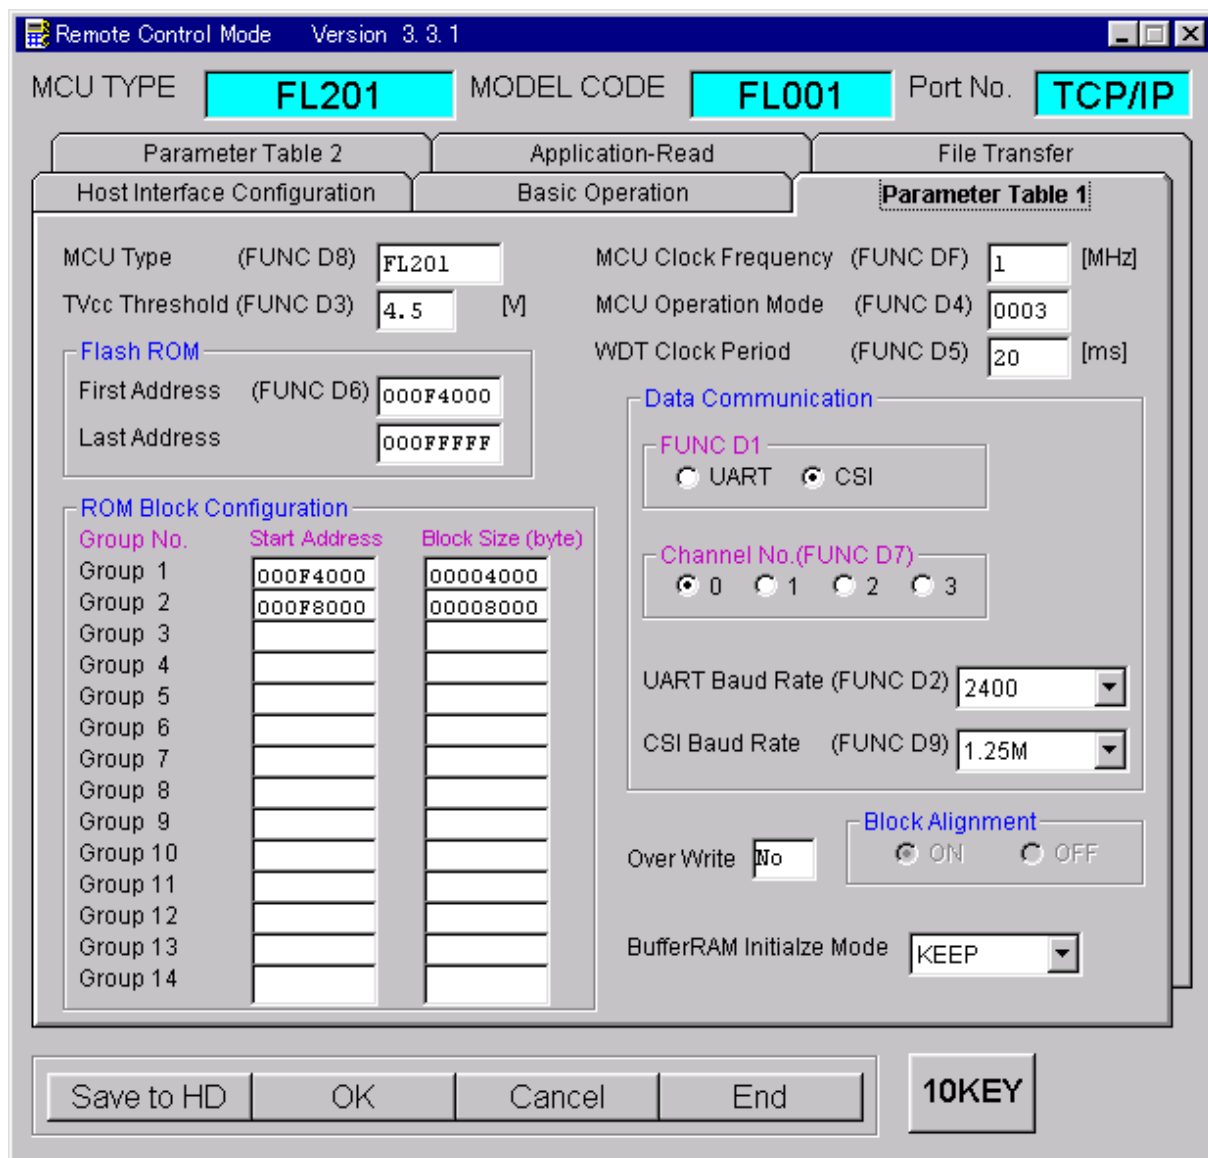 Remote Control Mode Version 3.3.1
MCU TYPE FL201 MODEL CODE FL001 Port No. TCP/IP
Parameter Table 2 Application-Read File Transfer
Host Interface Configuration Basic Operation Parameter Table 1
MCU Type (FUNC D8) FL201 MCU Clock Frequency (FUNC DF) 1 [MHz]
TVcc Threshold (FUNC D3) 4.5 [V] MCU Operation Mode (FUNC D4) 0003
WDT Clock Period (FUNC D5) 20 [ms]
Flash ROM
First Address (FUNC D6) 000F4000
Last Address 000FFFFF
Data Communication
FUNC D1
UART CSI
Channel No.(FUNC D7)
0 1 2 3
UART Baud Rate (FUNC D2) 2400
CSI Baud Rate (FUNC D9) 1.25M
ROM Block Configuration
Group No. Start Address Block Size (byte)
Group 1 000F4000 00004000
Group 2 000F8000 00008000
Group 3
Group 4
Group 5
Group 6
Group 7
Group 8
Group 9
Group 10
Group 11
Group 12
Group 13
Group 14
Over Write No
Block Alignment
ON OFF
BufferRAM Initialze Mode KEEP
Save to HD OK Cancel End 10KEY